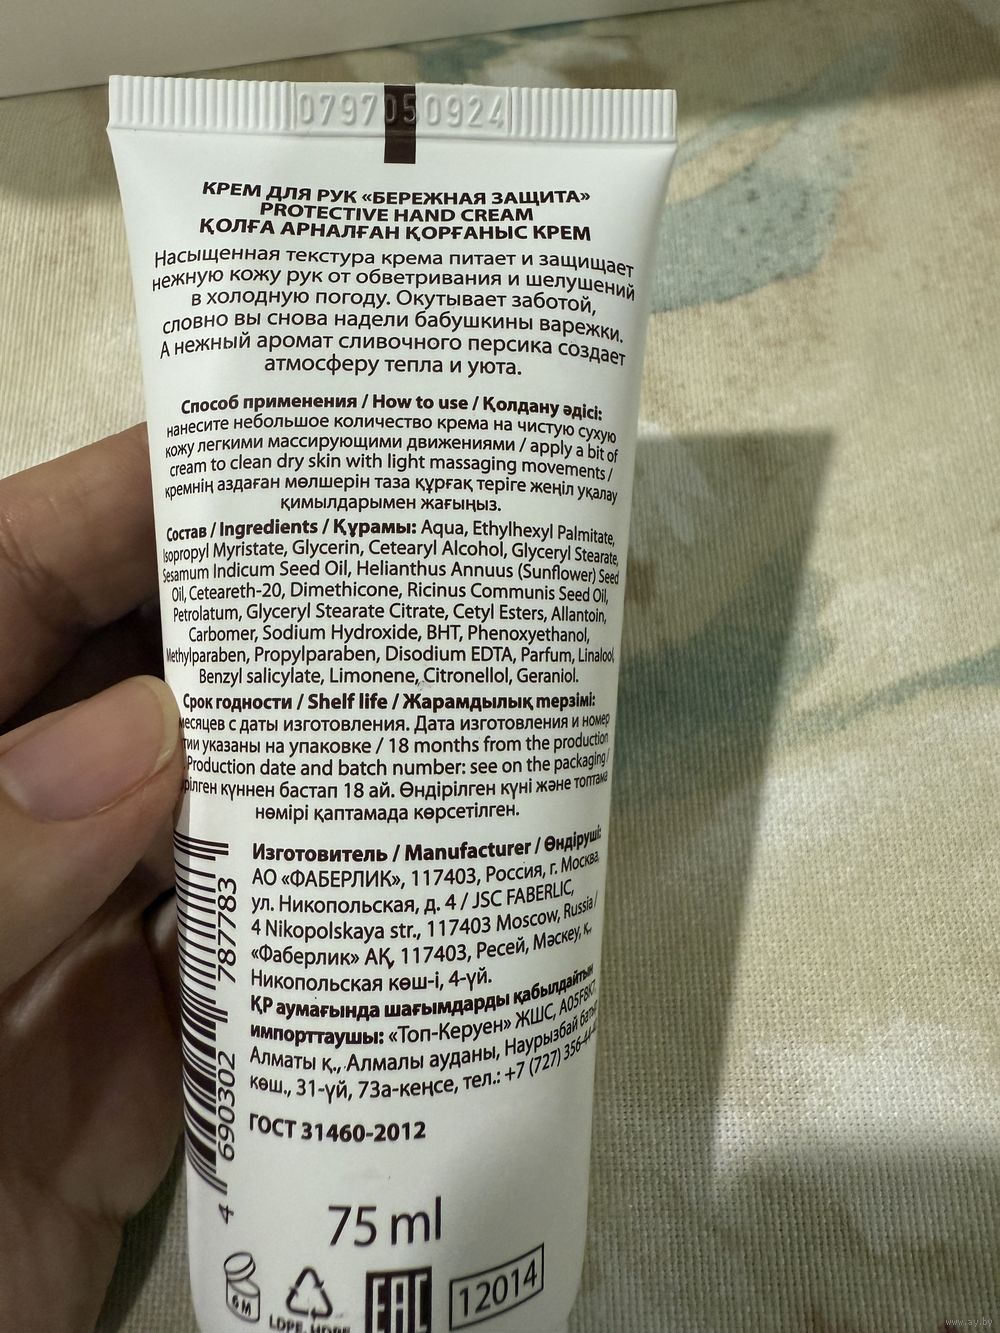 0797050924
КРЕМ ДЛЯ РУК «БЕРЕЖНАЯ ЗАЩИТА»
PROTECTIVE HAND CREAM
ҚОЛҒА АРНАЛҒАН ҚОРҒАНЫС КРЕМ
Насыщенная текстура крема питает и защищает
нежную кожу рук от обветривания и шелушений
в холодную погоду. Окутывает заботой,
словно вы снова надели бабушкины варежки.
А нежный аромат сливочного персика создает
атмосферу тепла и уюта.
Способ применения / How to use / Қолдану әдісі:
нанесите небольшое количество крема на чистую сухую
кожу легкими массирующими движениями / apply a bit of
cream to clean dry skin with light massaging movements /
кремнің аздаған мөлшерін таза құрғақ теріге жеңіл уқалау
қимылдарымен жағыңыз.
Состав / Ingredients / Құрамы: Aqua, Ethylhexyl Palmitate,
Isopropyl Myristate, Glycerin, Cetearyl Alcohol, Glyceryl Stearate,
Sesamum Indicum Seed Oil, Helianthus Annuus (Sunflower) Seed
Oil, Ceteareth-20, Dimethicone, Ricinus Communis Seed Oil,
Petrolatum, Glyceryl Stearate Citrate, Cetyl Esters, Allantoin,
Carbomer, Sodium Hydroxide, BHT, Phenoxyethanol,
Methylparaben, Propylparaben, Disodium EDTA, Parfum, Linalool,
Benzyl salicylate, Limonene, Citronellol, Geraniol.
Срок годности / Shelf life / Жарамдылық терзімі:
месяцев с даты изготовления. Дата изготовления и номер
указаны на упаковке / 18 months from the production
Production date and batch number: see on the packaging /
күннен бастап 18 ай. Өндірілген күні және топтама
нөмірі қаптамада көрсетілген.
Изготовитель / Manufacturer / Өндіруші:
АО «ФАБЕРЛИК», 117403, Россия, г. Москва,
ул. Никопольская, д. 4 / JSC FABERLIC,
4 Nikopolskaya str., 117403 Moscow, Russia /
«Фаберлик» АҚ, 117403, Ресей, Мәскеу, қ.,
Никопольская көш-і, 4-үй.
ҚР аумағында шағымдарды қабылдайтын
импорттаушы: «Топ-Керуен» ЖШС, A05F8K7,
Алматы қ., Алмалы ауданы, Наурызбай
көш., 31-үй, 73а-кеңсе, тел.: +7 (727)
ГОСТ 31460-2012
4 690302 787783
75 ml
6 M
LDPE, HDPE
EAC
12014
www.ay.by